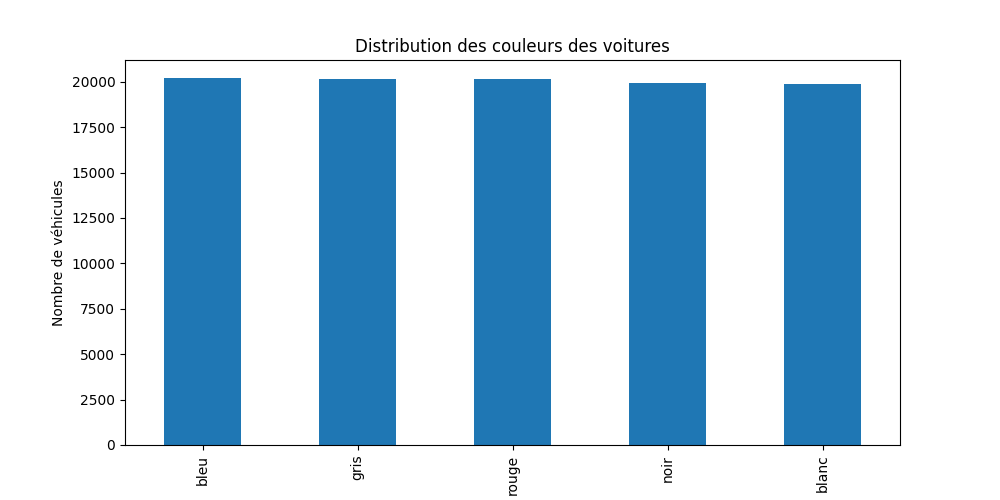 Distribution des couleurs des voitures
Nombre de véhicules
20000
17500
15000
12500
10000
7500
5000
2500
0
bleu
gris
rouge
noir
blanc